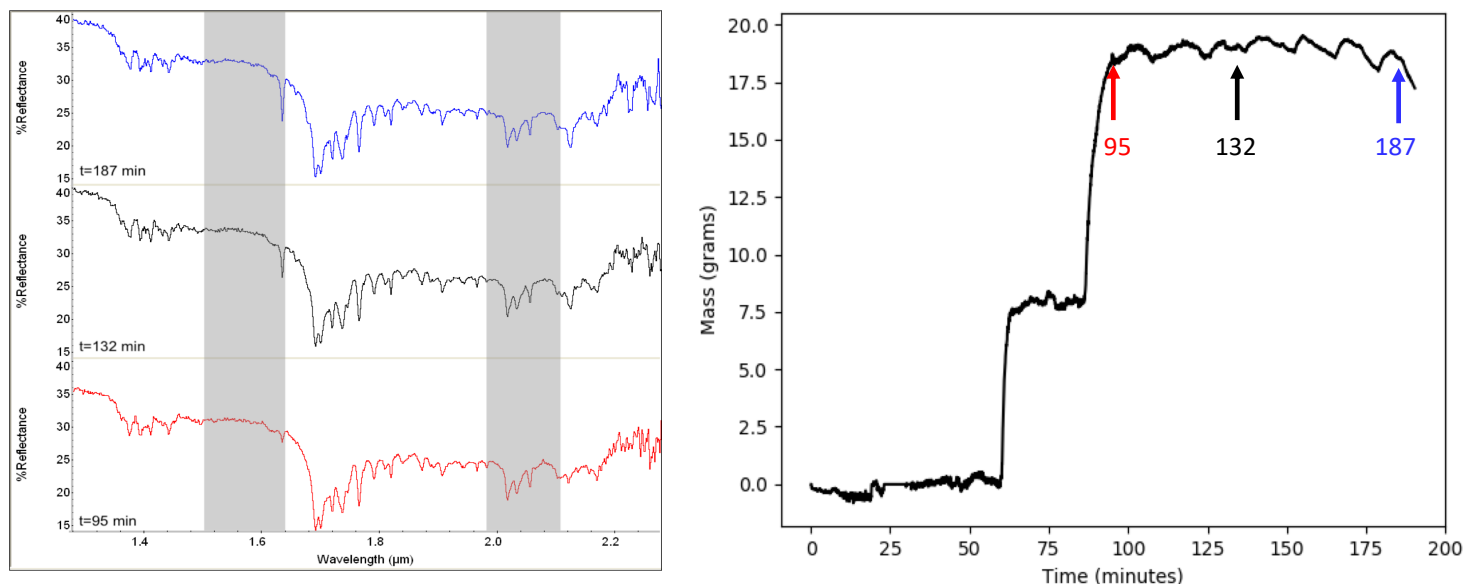 40
35
30
25
20
15
%Reflectance
t=187 min
40
35
30
25
20
15
%Reflectance
t=132 min
40
35
30
25
20
15
%Reflectance
t=95 min
1.4 1.6 1.8 2.0 2.2
Wavelength (µm)
20.0
17.5
15.0
12.5
10.0
7.5
5.0
2.5
0.0
Mass (grams)
95 132 187
0 25 50 75 100 125 150 175 200
Time (minutes)